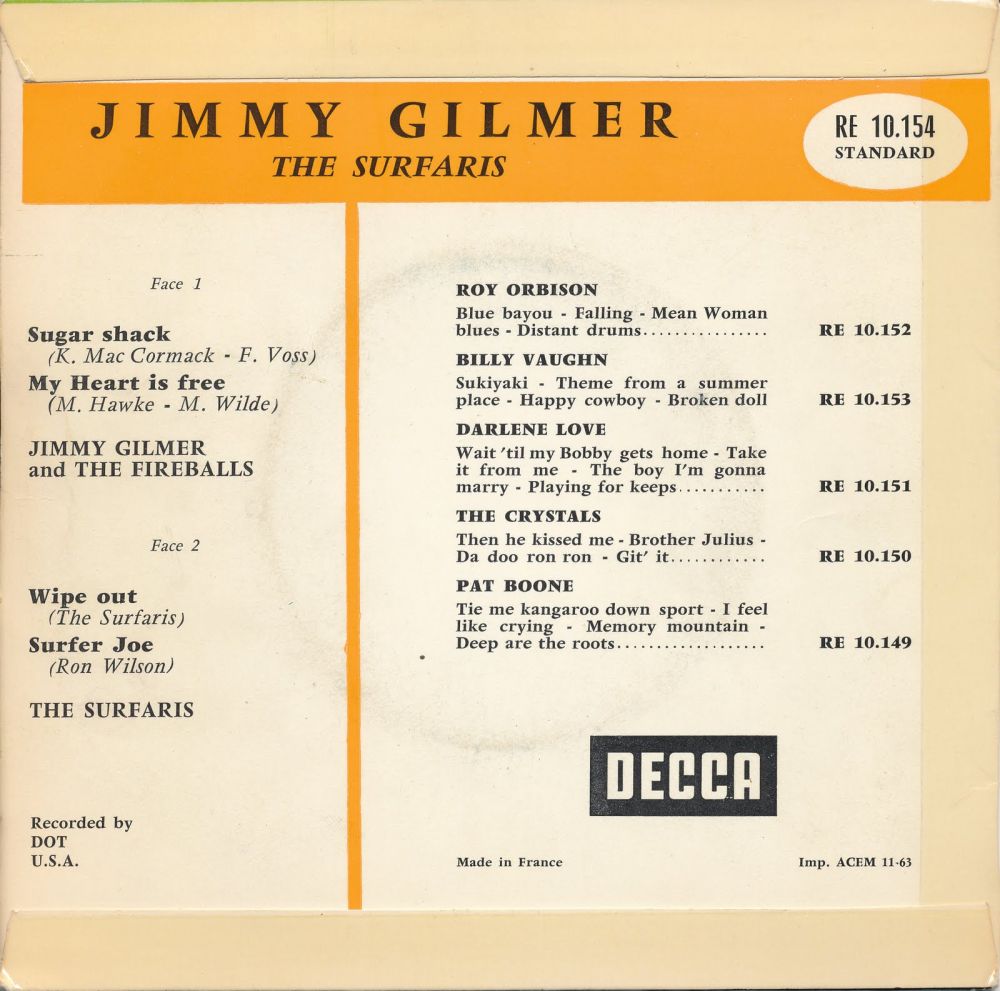 JIMMY GILMER
THE SURFARIS
RE 10.154
STANDARD
Face 1
Sugar shack
(K. Mac Cormack - F. Voss)
My Heart is free
(M. Hawke - M. Wilde)
JIMMY GILMER
and THE FIREBALLS
Face 2
Wipe out
(The Surfaris)
Surfer Joe
(Ron Wilson)
THE SURFARIS
Recorded by
DOT
U.S.A.
ROY ORBISON
Blue bayou - Falling - Mean Woman
blues - Distant drums............... RE 10.152
BILLY VAUGHN
Sukiyaki - Theme from a summer
place - Happy cowboy - Broken doll RE 10.153
DARLENE LOVE
Wait 'til my Bobby gets home - Take
it from me - The boy I'm gonna
marry - Playing for keeps........... RE 10.151
THE CRYSTALS
Then he kissed me - Brother Julius -
Da doo ron ron - Git' it............ RE 10.150
PAT BOONE
Tie me kangaroo down sport - I feel
like crying - Memory mountain -
Deep are the roots................... RE 10.149
DECCA
Made in France
Imp. ACEM 11-63